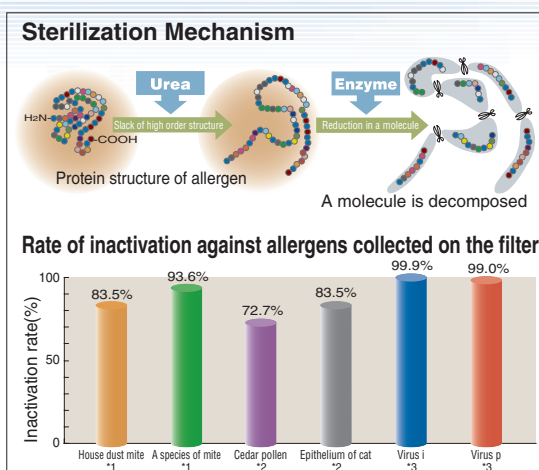 Sterilization Mechanism
Urea
Enzyme
H2N-
Slack of high order structure
Reduction in a molecule
-COOH
Protein structure of allergen
A molecule is decomposed
Rate of inactivation against allergens collected on the filter
Inactivation rate(%)
100
50
0
83.5%
93.6%
72.7%
83.5%
99.9%
99.0%
House dust mite
*1
A species of mite
*1
Cedar pollen
*2
Epithelium of cat
*2
Virus i
*3
Virus p
*3